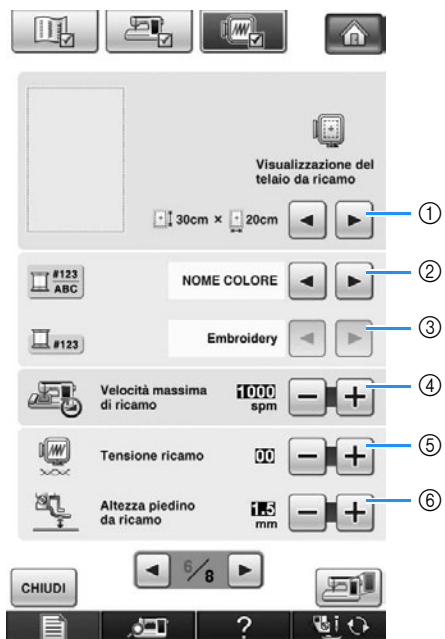 Visualizzazione del
telaio da ricamo
30cm × 20cm
①
#123
ABC
NOME COLORE
②
#123
Embroidery
③
Velocità massima
di ricamo
1000
spm
④
Tensione ricamo
00
⑤
Altezza piedino
da ricamo
1.5
mm
⑥
6/8
CHIUDI
?